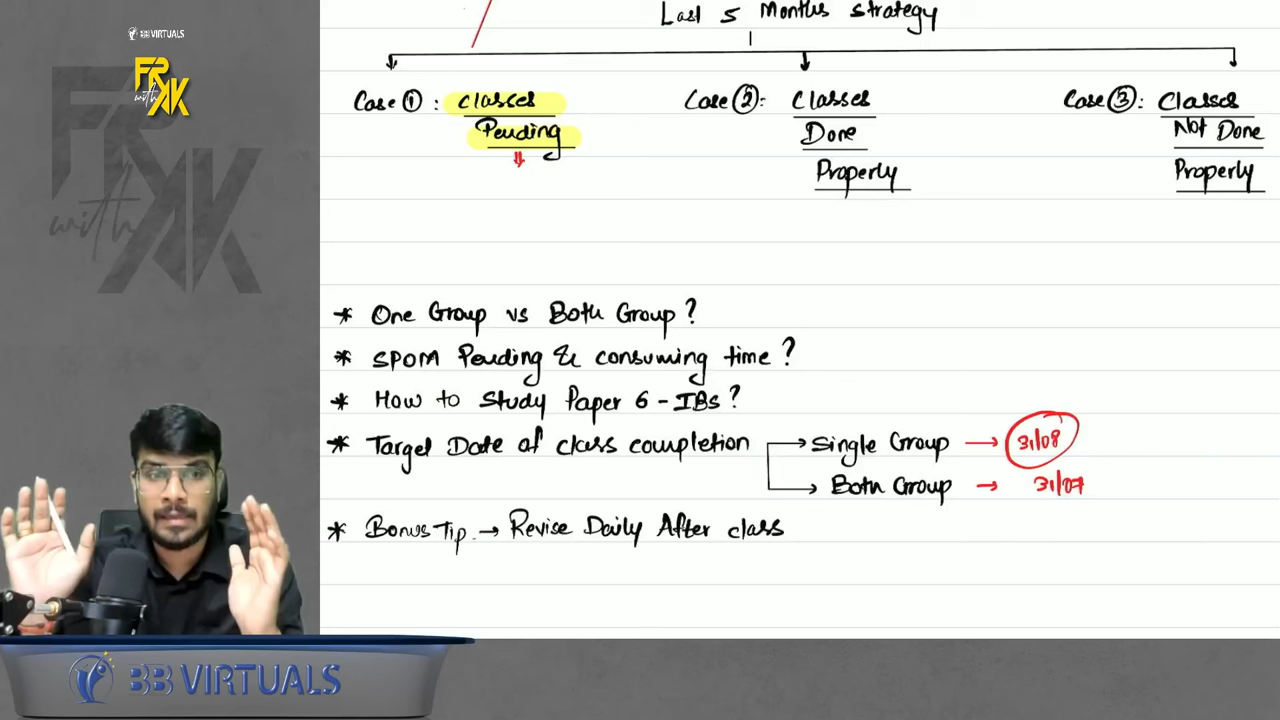 BB VIRTUALS
FR with AK
FR with AK
Last 5 Months strategy
Case ①: Classes Pending
Case ②: Classes Done Properly
Case ③: Classes Not Done Properly
* One Group vs Both Group?
* SPOM Pending & consuming time?
* How to Study Paper 6 - IBS?
* Target Date of class completion → Single Group → 31/08
→ Both Group → 31/07
* Bonus Tip → Revise Daily After class
BB VIRTUALS